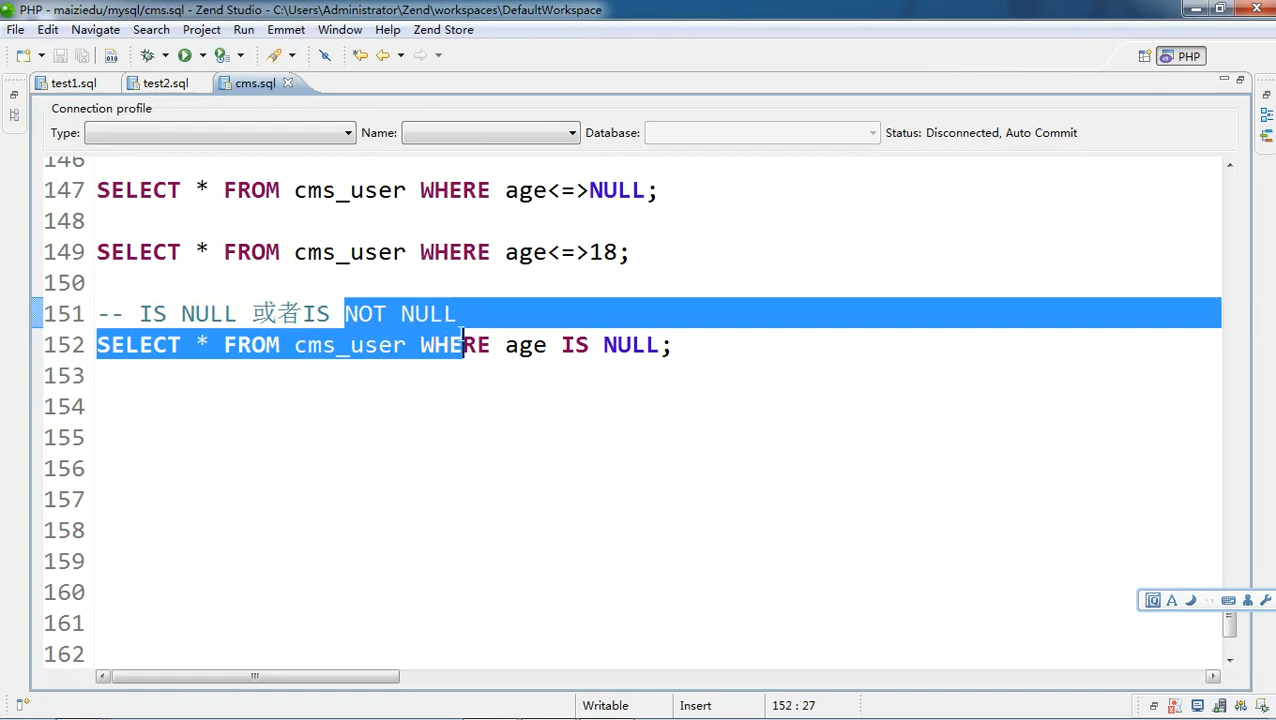 PHP - maiziedu/mysql/cms.sql - Zend Studio - C:\Users\Administrator\Zend\workspaces\DefaultWorkspace
File Edit Navigate Search Project Run Emmet Window Help Zend Store
PHP
test1.sql test2.sql cms.sql
Connection profile
Type: Name: Database: Status: Disconnected, Auto Commit
146
147 SELECT * FROM cms_user WHERE age<=>NULL;
148
149 SELECT * FROM cms_user WHERE age<=>18;
150
151 -- IS NULL 或者IS NOT NULL
152 SELECT * FROM cms_user WHERE age IS NULL;
153
154
155
156
157
158
159
160
161
162
Writable Insert 152 : 27